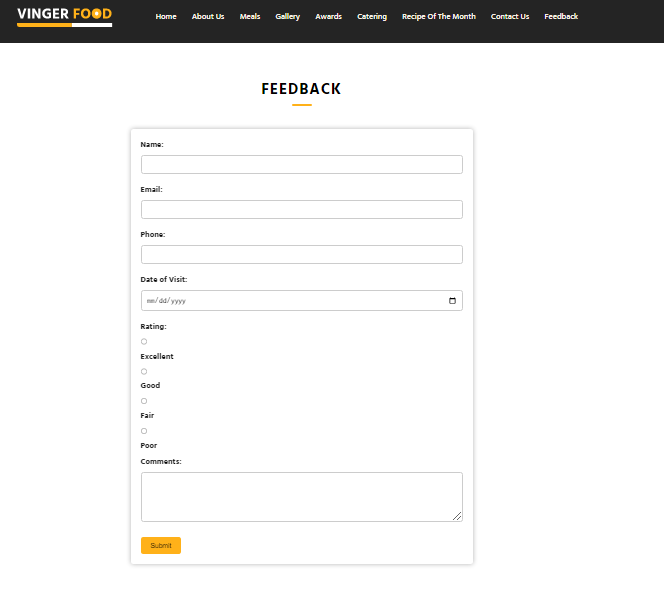 VINGER FOOD
Home About Us Meals Gallery Awards Catering Recipe Of The Month Contact Us Feedback
FEEDBACK
Name:
Email:
Phone:
Date of Visit:
mm/dd/yyyy
Rating:
Excellent
Good
Fair
Poor
Comments:
Submit